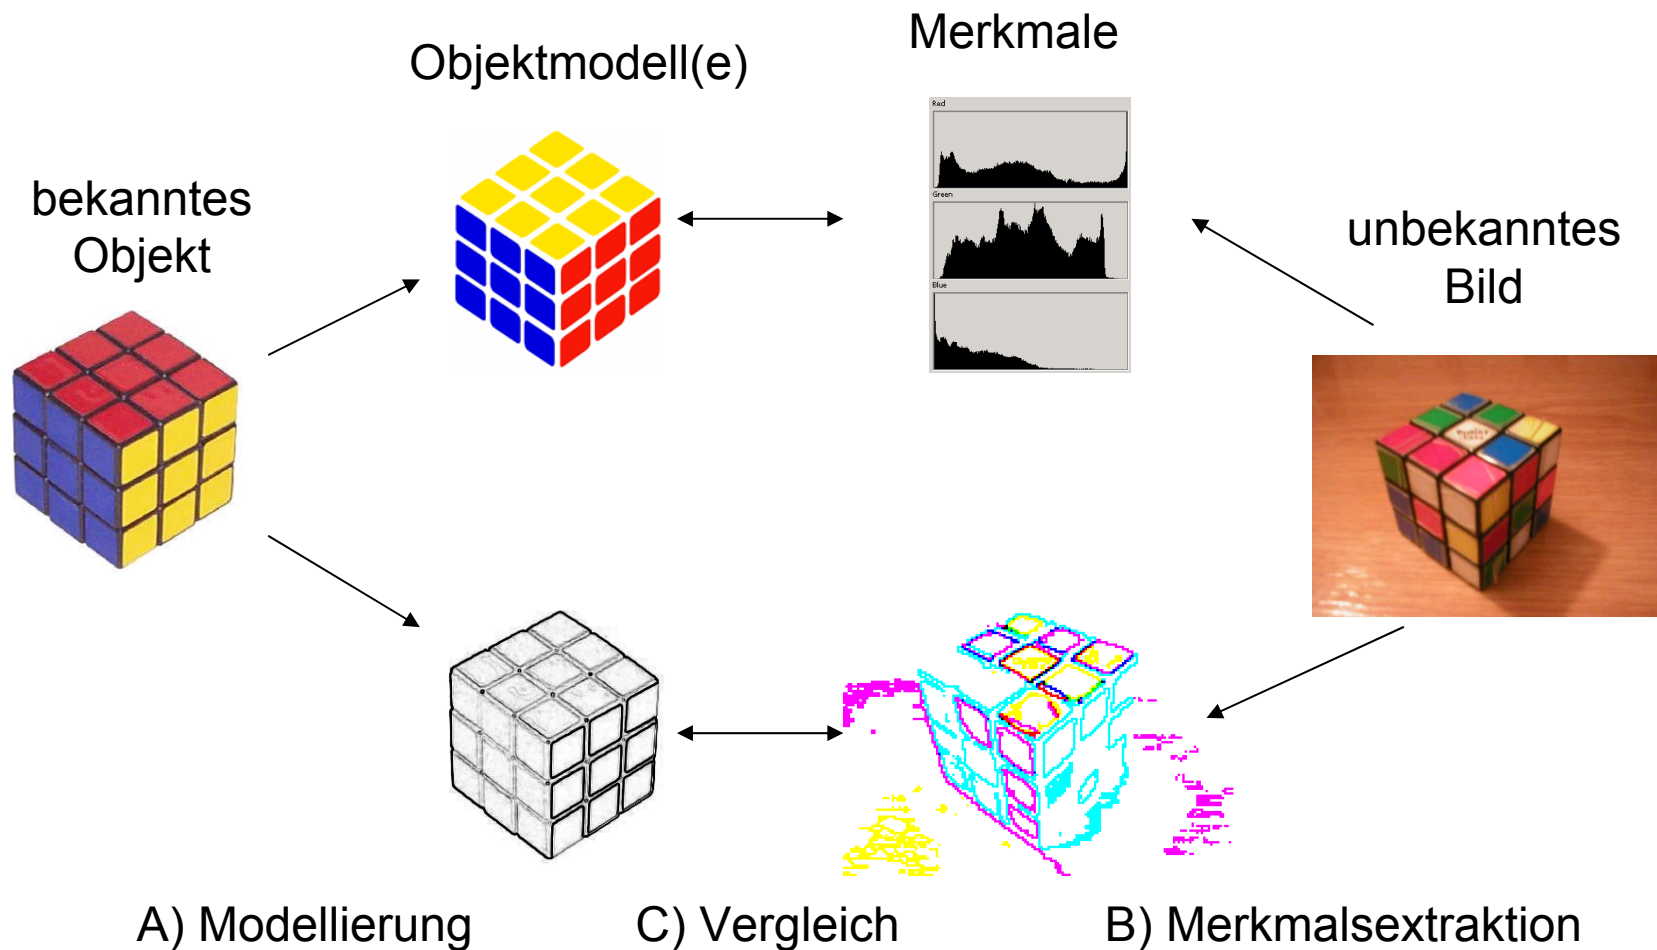 Merkmale
Objektmodell(e)
Red
Green
Blue
bekanntes
Objekt
unbekanntes
Bild
A) Modellierung
C) Vergleich
B) Merkmalsextraktion